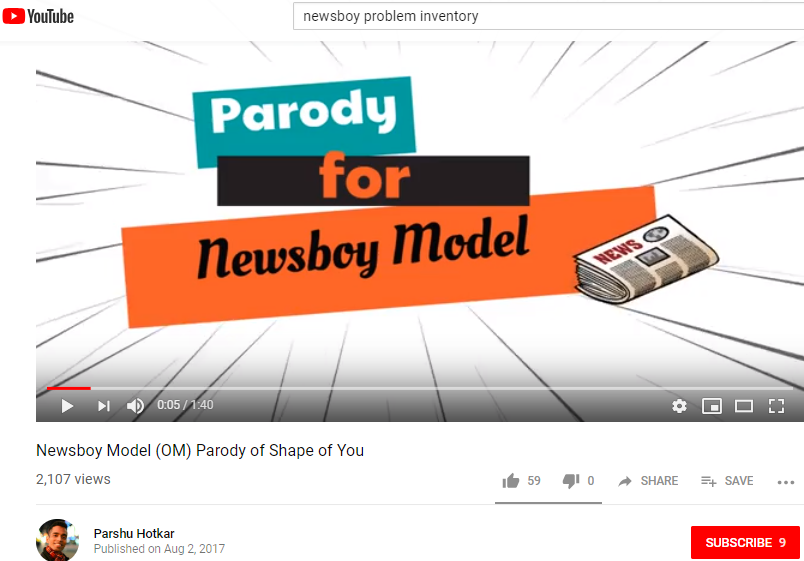 YouTube
newsboy problem inventory
Parody
for
Newsboy Model
NEWS
0:05 / 1:40
Newsboy Model (OM) Parody of Shape of You
2,107 views
59 0 SHARE SAVE
Parshu Hotkar
Published on Aug 2, 2017
SUBSCRIBE 9